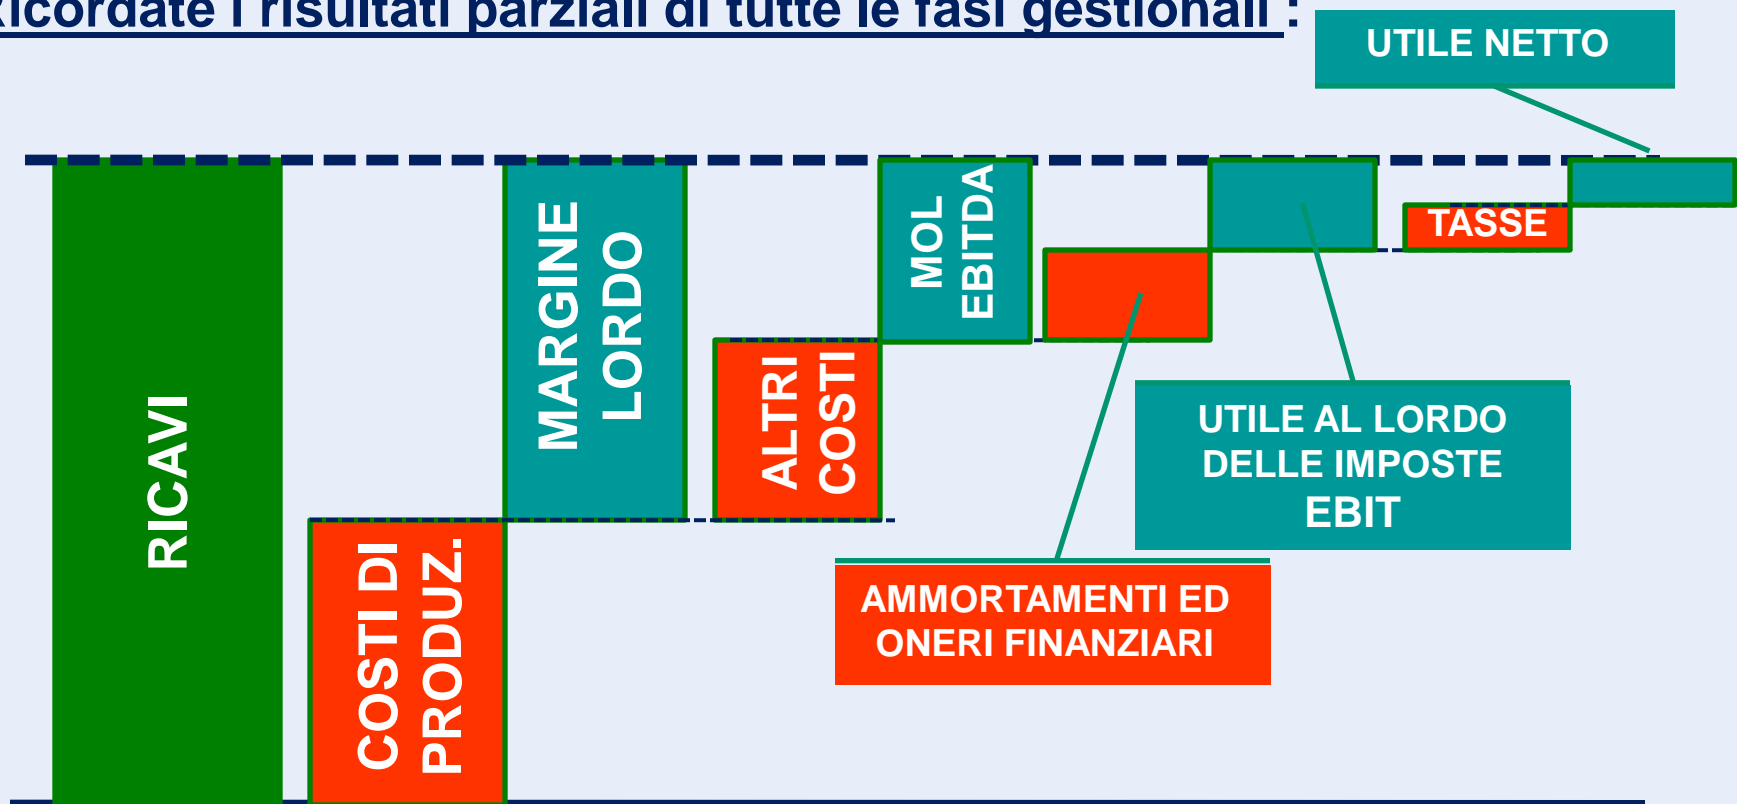 Ricordate i risultati parziali di tutte le fasi gestionali :
UTILE NETTO
RICAVI
COSTI DI
PRODUZ.
MARGINE
LORDO
ALTRI
COSTI
MOL
EBITDA
TASSE
UTILE AL LORDO
DELLE IMPOSTE
EBIT
AMMORTAMENTI ED
ONERI FINANZIARI